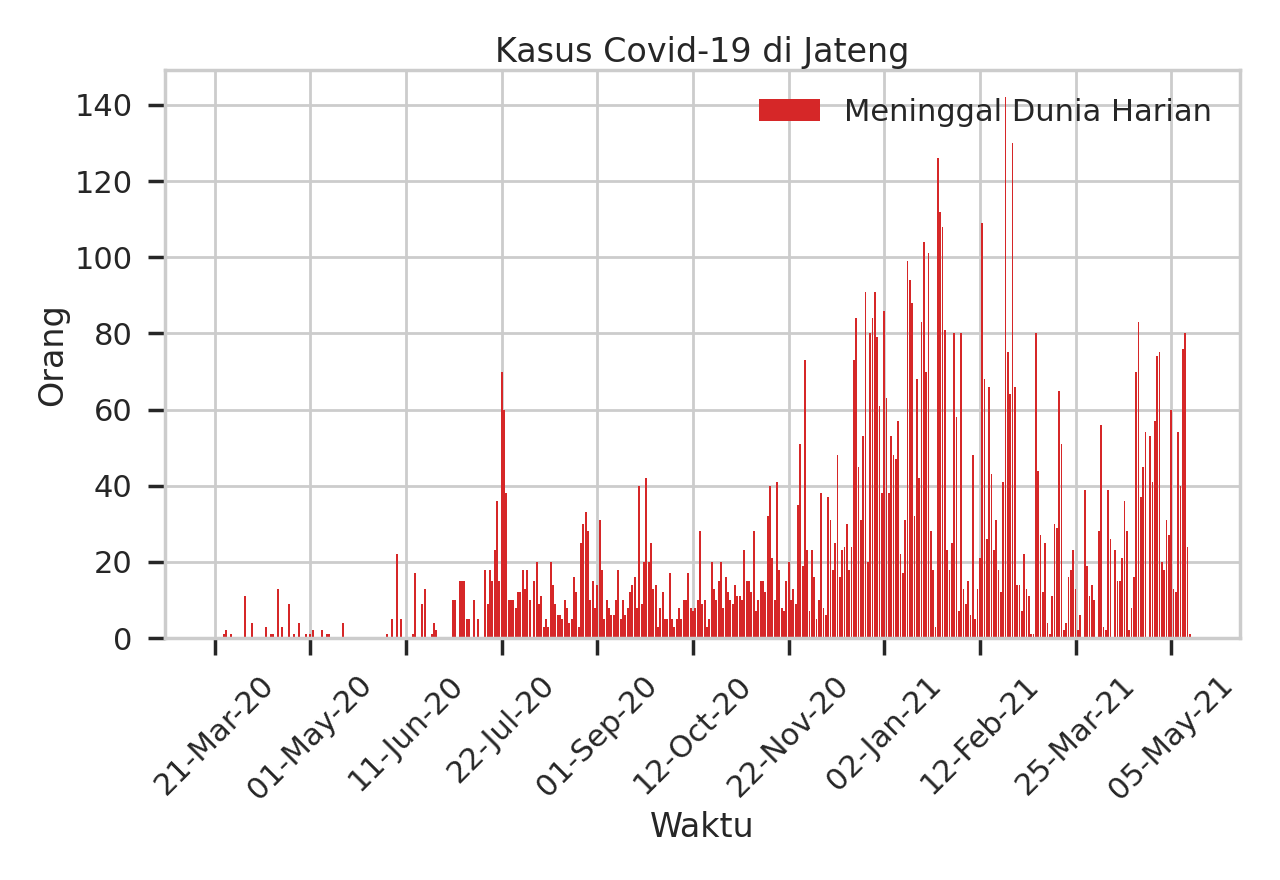 Kasus Covid-19 di Jateng
Meninggal Dunia Harian
Orang
140
120
100
80
60
40
20
0
21-Mar-20
01-May-20
11-Jun-20
22-Jul-20
01-Sep-20
12-Oct-20
22-Nov-20
02-Jan-21
12-Feb-21
25-Mar-21
05-May-21
Waktu